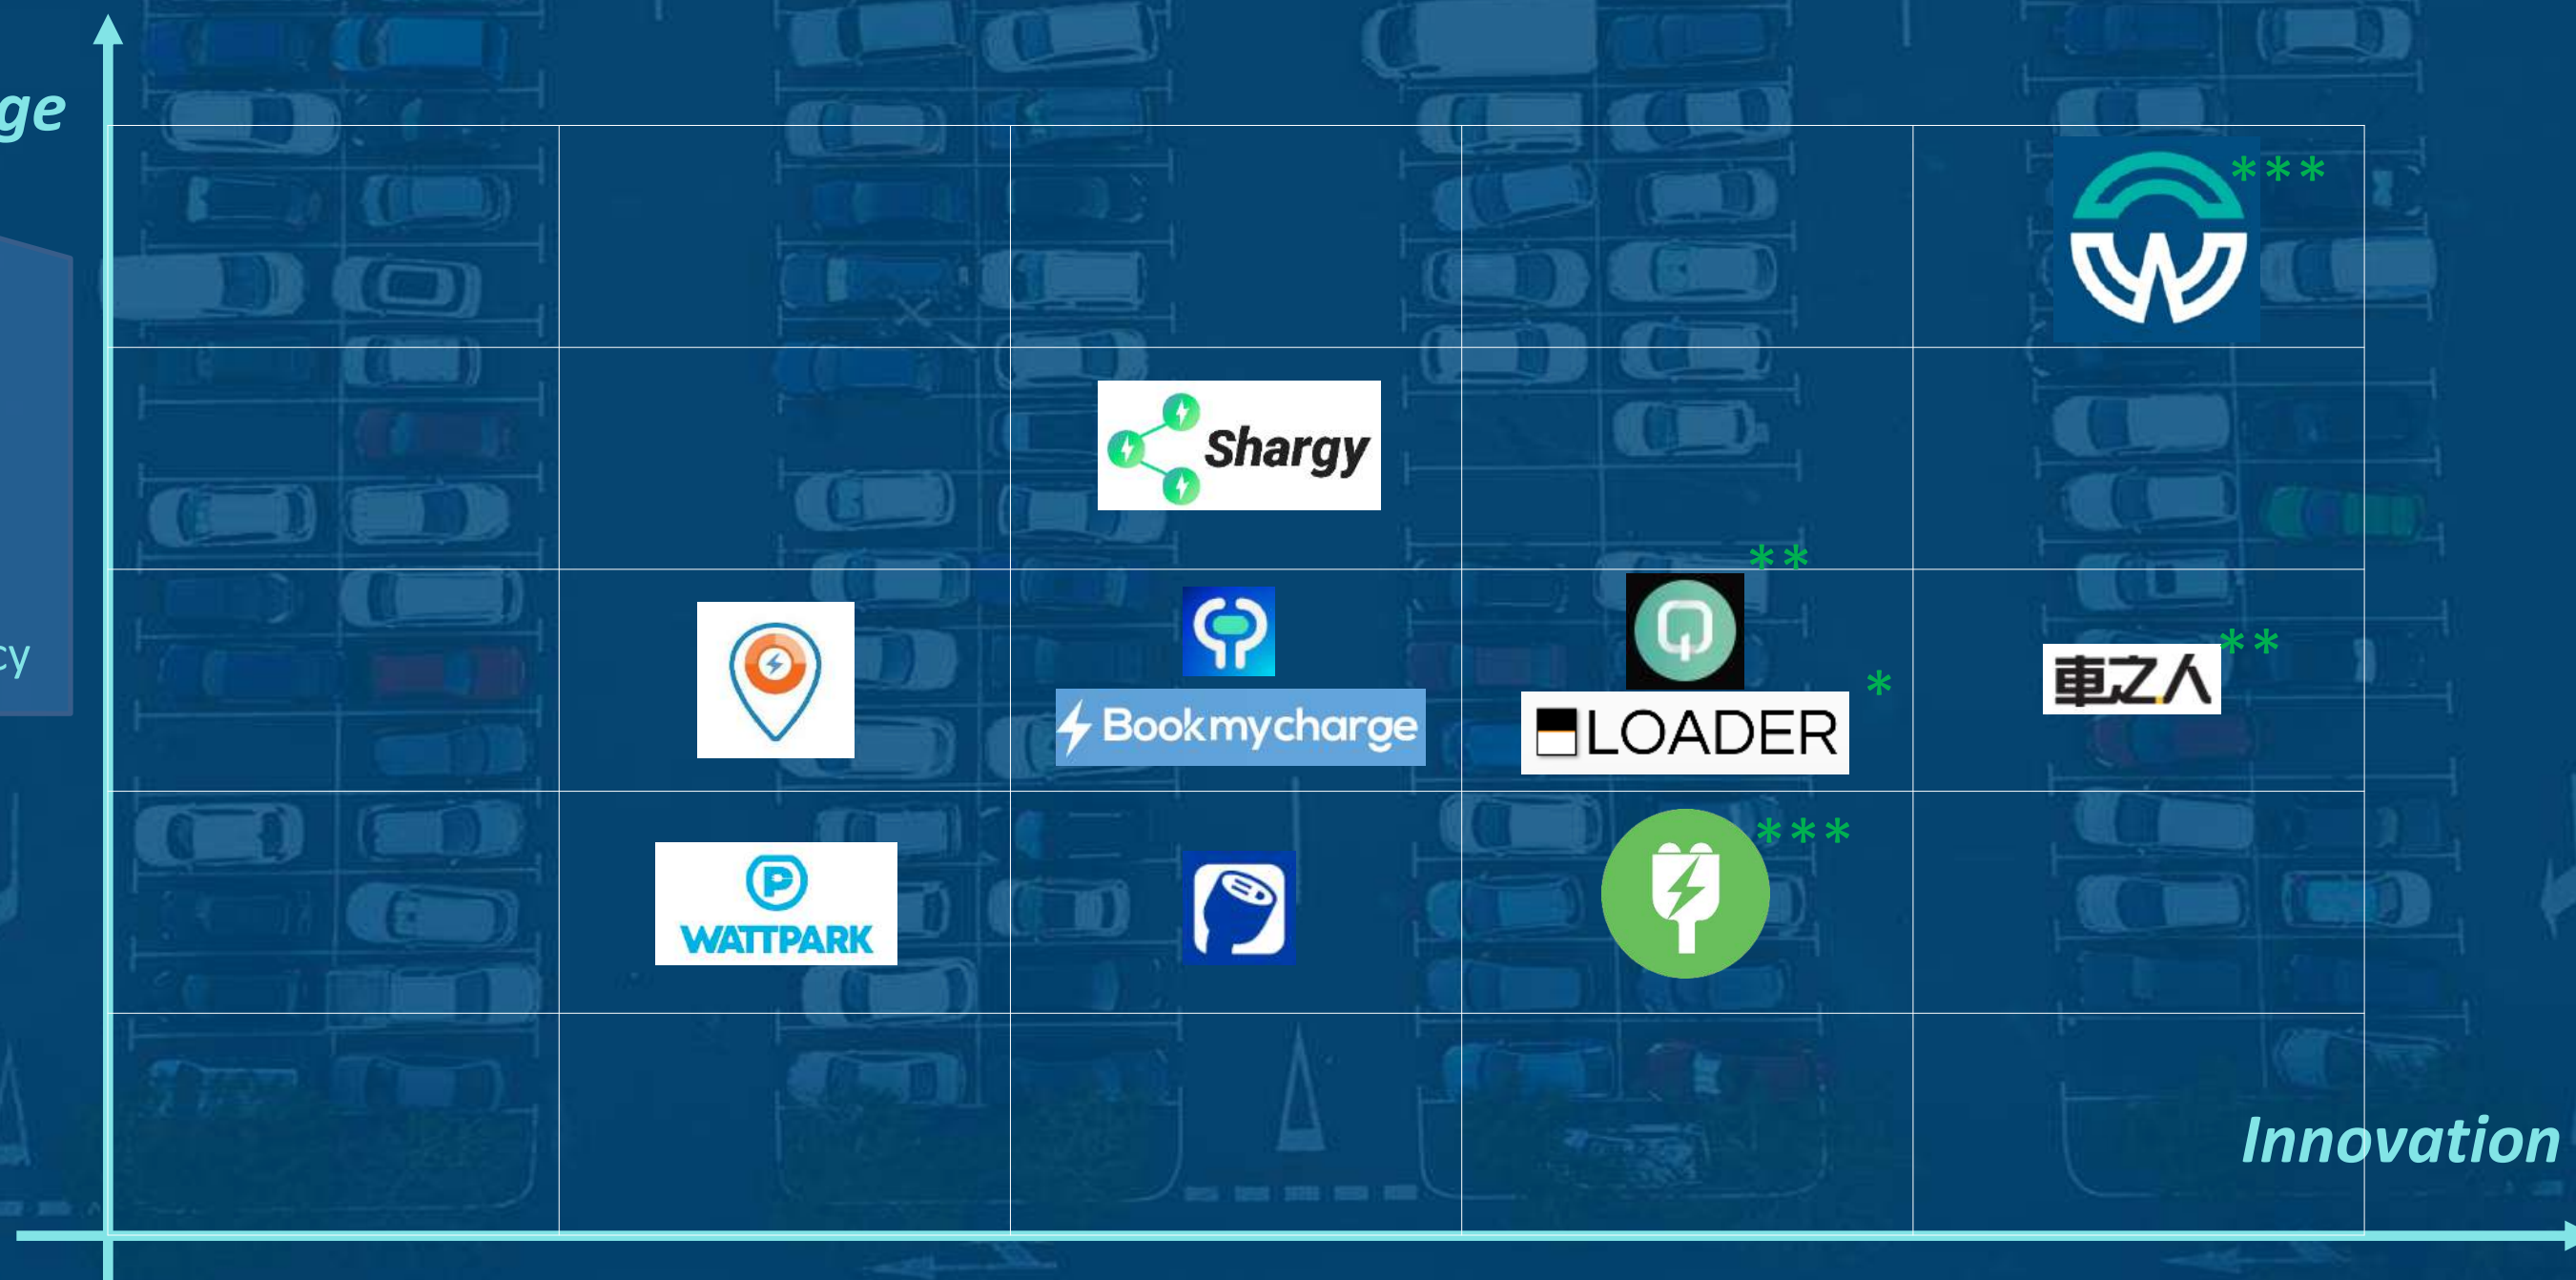 ge
***
Shargy
**
cy
**
車之人
*
Bookmycharge
LOADER
***
P
WATTPARK
Innovation